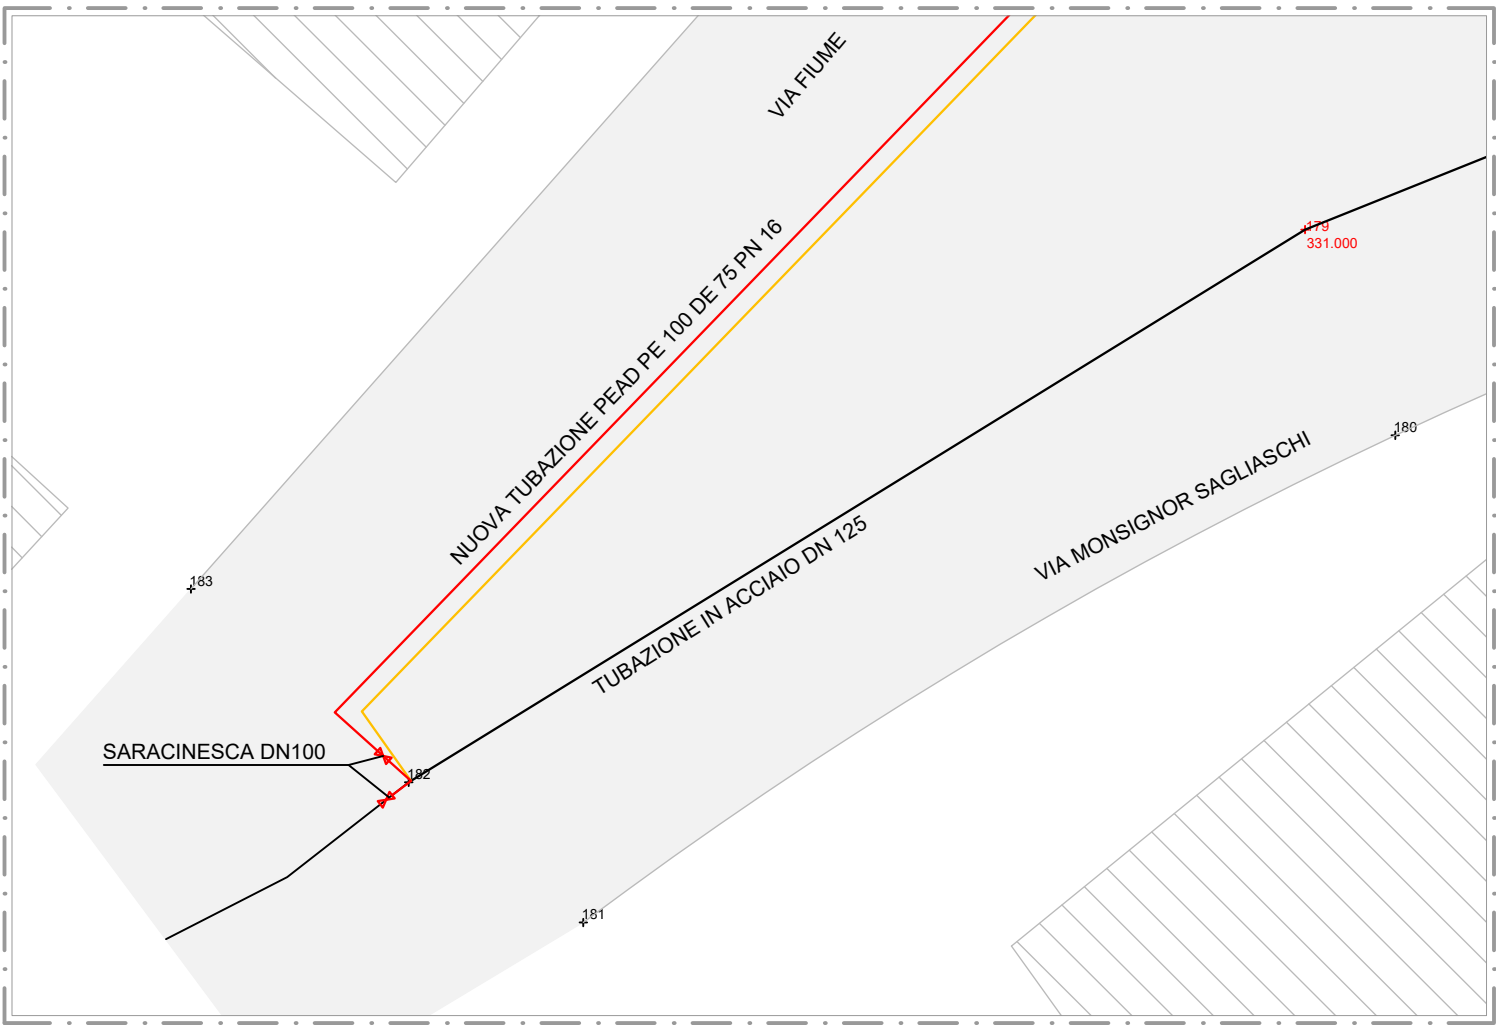 VIA FIUME
NUOVA TUBAZIONE PEAD PE 100 DE 75 PN 16
179
331.000
180
VIA MONSIGNOR SAGLIASCHI
TUBAZIONE IN ACCIAIO DN 125
183
SARACINESCA DN100
182
181